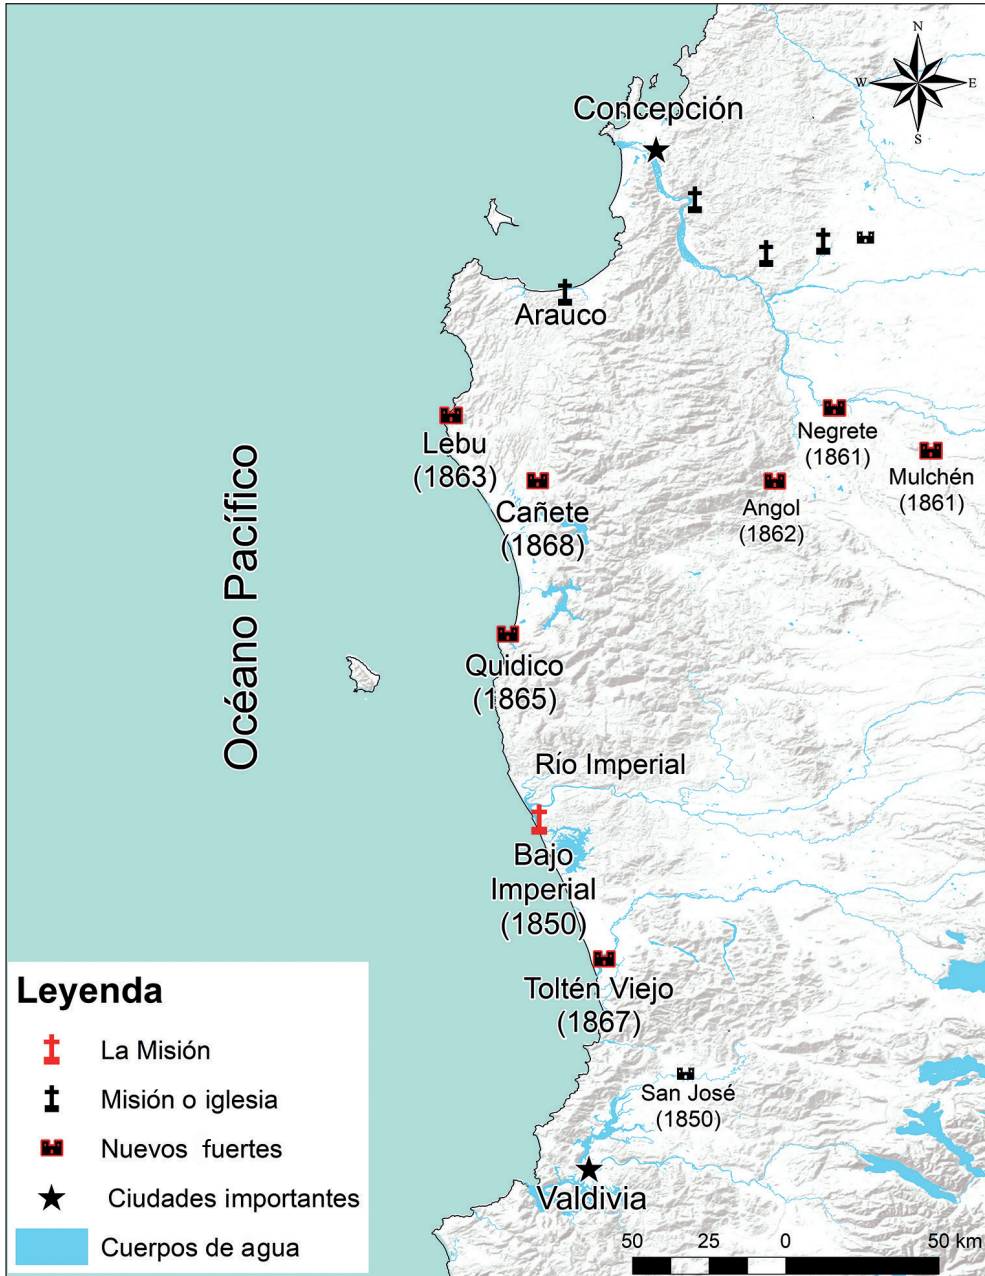 N
W
E
S
Concepción
Arauco
Lebu
(1863)
Cañete
(1868)
Negrete
(1861)
Mulchén
(1861)
Angol
(1862)
Océano Pacífico
Quidico
(1865)
Río Imperial
Bajo
Imperial
(1850)
Toltén Viejo
(1867)
San José
(1850)
Valdivia
Leyenda
La Misión
Misión o iglesia
Nuevos fuertes
Ciudades importantes
Cuerpos de agua
50 25 0 50 km